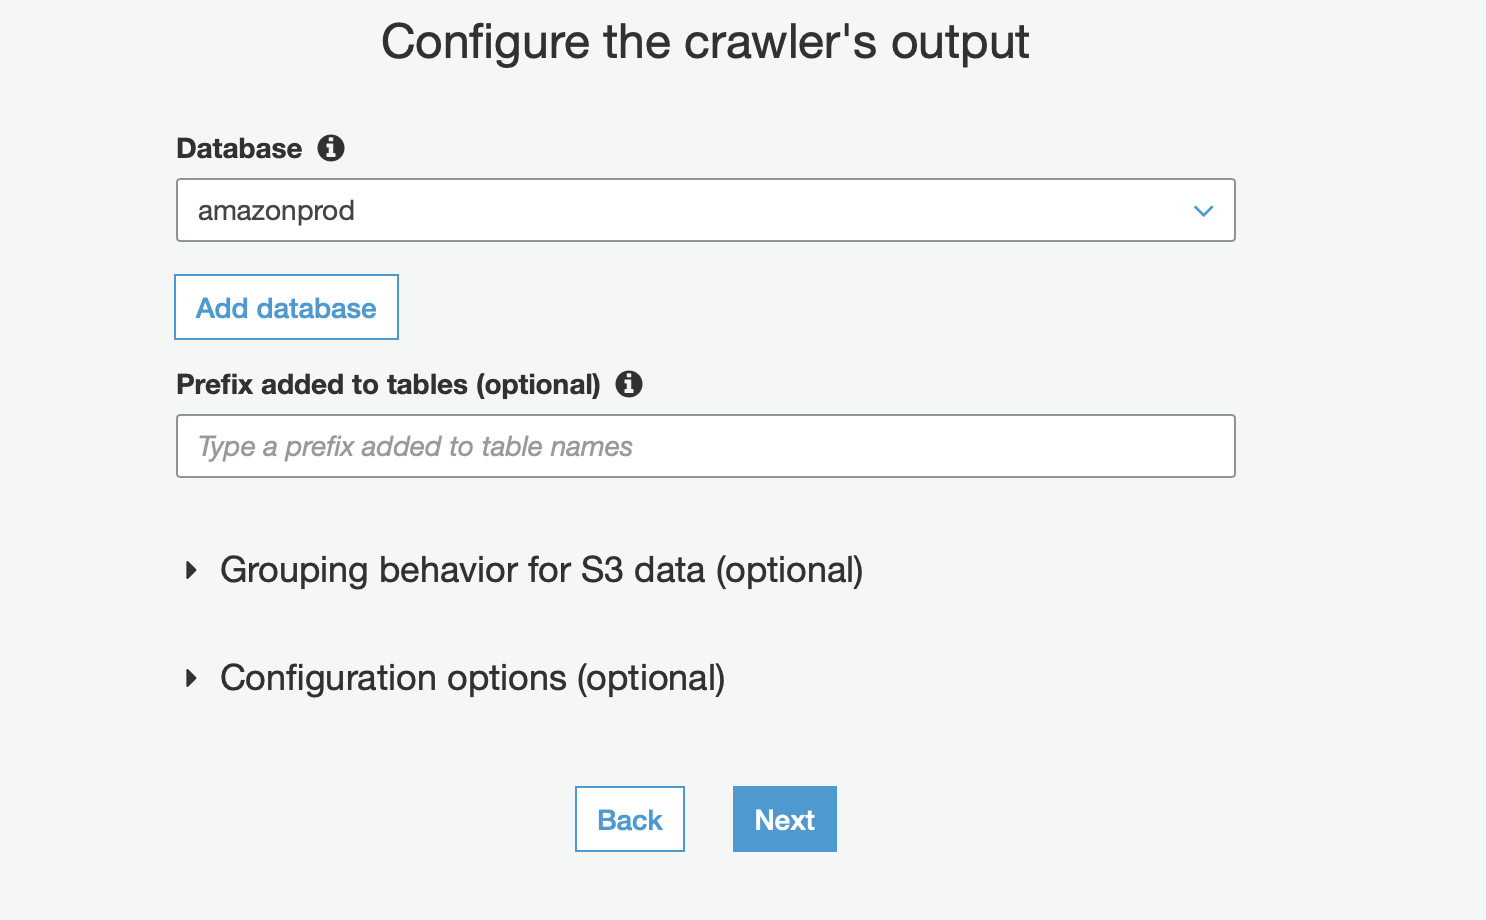 Configure the crawler's output
Database
amazonprod
Add database
Prefix added to tables (optional)
Type a prefix added to table names
Grouping behavior for S3 data (optional)
Configuration options (optional)
Back
Next